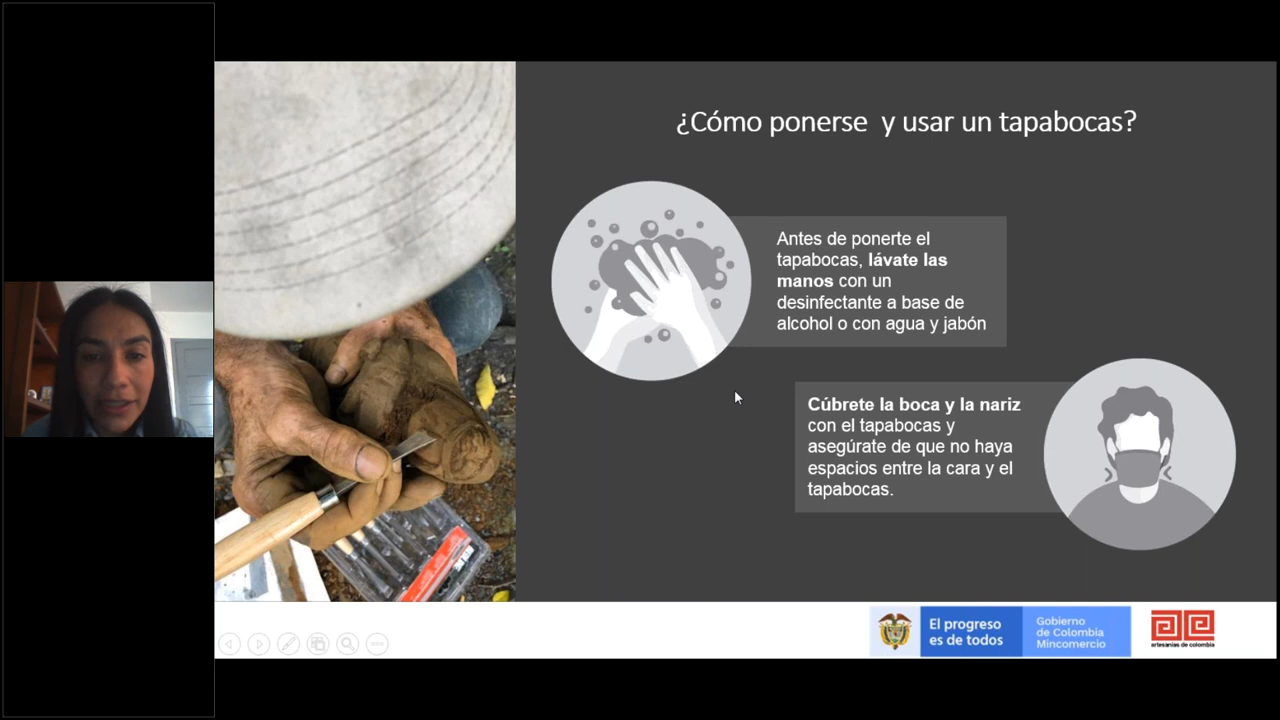 ¿Cómo ponerse  y usar un tapabocas?
Antes de ponerte el
tapabocas, lávate las
manos con un
desinfectante a base de
alcohol o con agua y jabón
Cúbrete la boca y la nariz
con el tapabocas y
asegúrate de que no haya
espacios entre la cara y el
tapabocas.
El progreso
es de todos
Gobierno
de Colombia
Mincomercio
artesanías de colombia